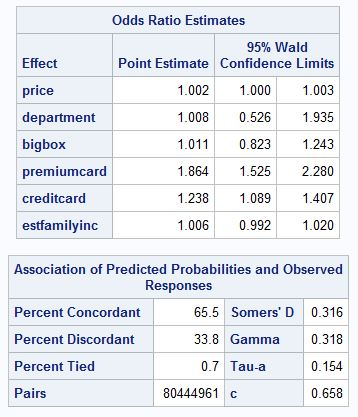 Odds Ratio Estimates
Effect Point Estimate 95% Wald Confidence Limits
price 1.002 1.000 1.003
department 1.008 0.526 1.935
bigbox 1.011 0.823 1.243
premiumcard 1.864 1.525 2.280
creditcard 1.238 1.089 1.407
estfamilyinc 1.006 0.992 1.020
Association of Predicted Probabilities and Observed
Responses
Percent Concordant 65.5 Somers' D 0.316
Percent Discordant 33.8 Gamma 0.318
Percent Tied 0.7 Tau-a 0.154
Pairs 80444961 c 0.658